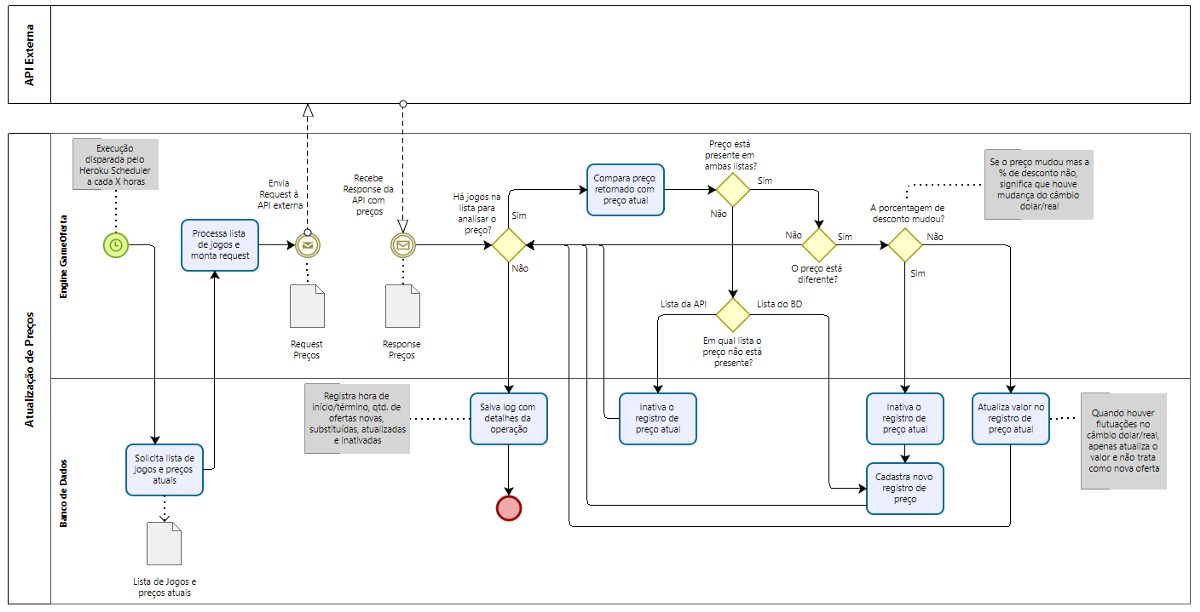 API Externa
Atualização de Preços
Engine GameOferta
Banco de Dados
Execução
disparada pelo
Heroku Scheduler
a cada X horas
Processa lista
de jogos e
monta request
Envia
Request à
API externa
Request
Preços
Recebe
Response da
API com
preços
Response
Preços
Há jogos na
lista para
analisar o
preço?
Sim
Não
Compara preço
retornado com
preço atual
Preço está
presente em
ambas listas?
Sim
Não
Não
Sim
O preço está
diferente?
A porcentagem de
desconto mudou?
Não
Sim
Se o preço mudou mas a
% de desconto não,
significa que houve
mudança do câmbio
dolar/real
Lista da API
Lista do BD
Em qual lista o
preço não está
presente?
Solicita lista de
jogos e preços
atuais
Lista de Jogos e
preços atuais
Registra hora de
início/término, qtd. de
ofertas novas,
substituídas, atualizadas
e inativadas
Salva log com
detalhes da
operação
Inativa o
registro de
preço atual
Inativa o
registro de
preço atual
Cadastra novo
registro de
preço
Atualiza valor no
registro de
preço atual
Quando houver
flutuações no
câmbio dolar/real,
apenas atualiza o
valor e não trata
como nova oferta